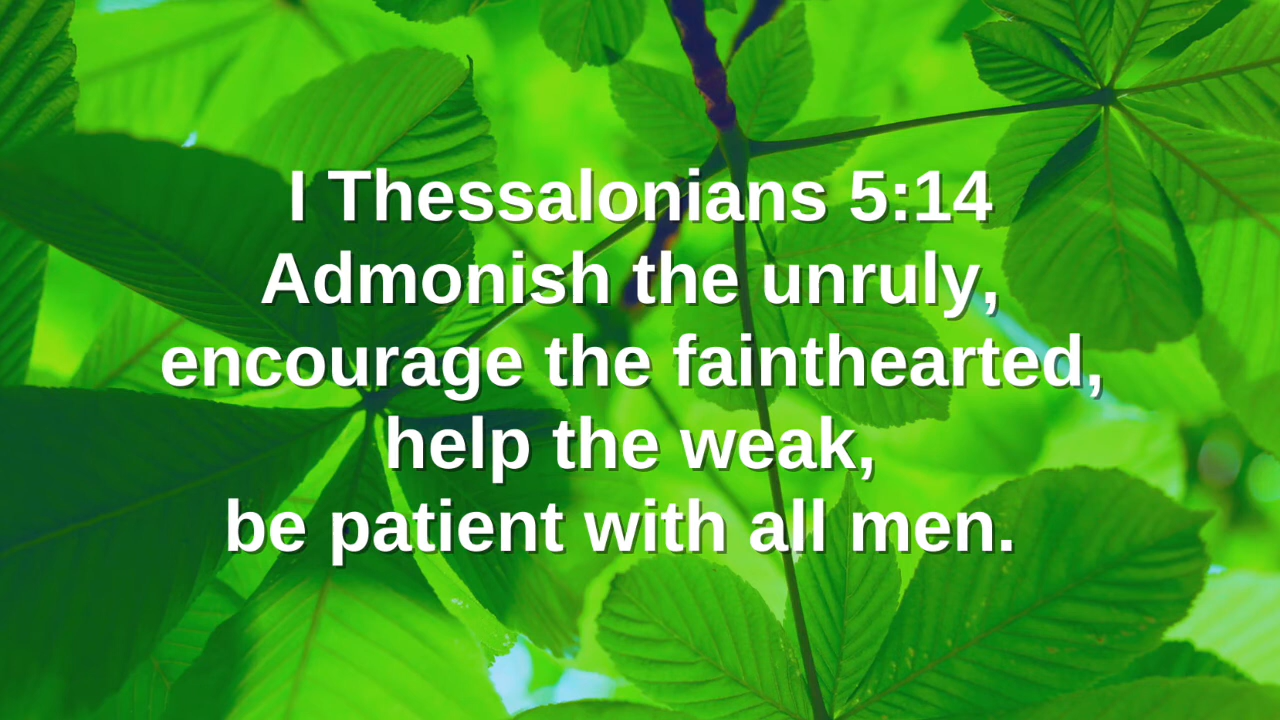 I Thessalonians 5:14
Admonish the unruly,
encourage the fainthearted,
help the weak,
be patient with all men.